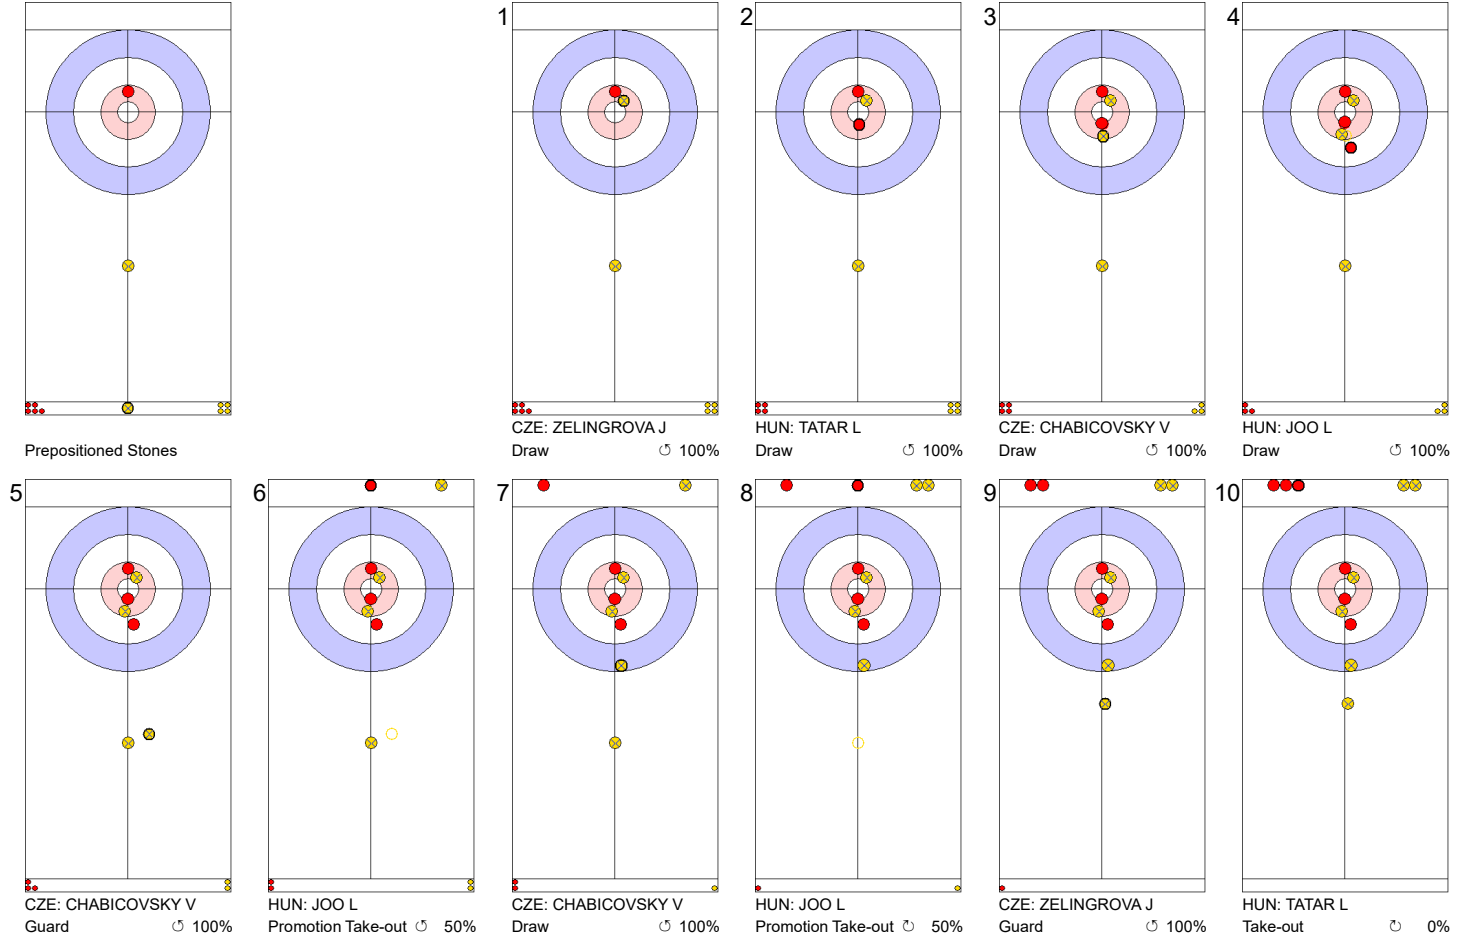 1
2
3
4
Prepositioned Stones
CZE: ZELINGROVA J
Draw 100%
HUN: TATAR L
Draw 100%
CZE: CHABICOVSKY V
Draw 100%
HUN: JOO L
Draw 100%
5
6
7
8
9
10
CZE: CHABICOVSKY V
Guard 100%
HUN: JOO L
Promotion Take-out 50%
CZE: CHABICOVSKY V
Draw 100%
HUN: JOO L
Promotion Take-out 50%
CZE: ZELINGROVA J
Guard 100%
HUN: TATAR L
Take-out 0%